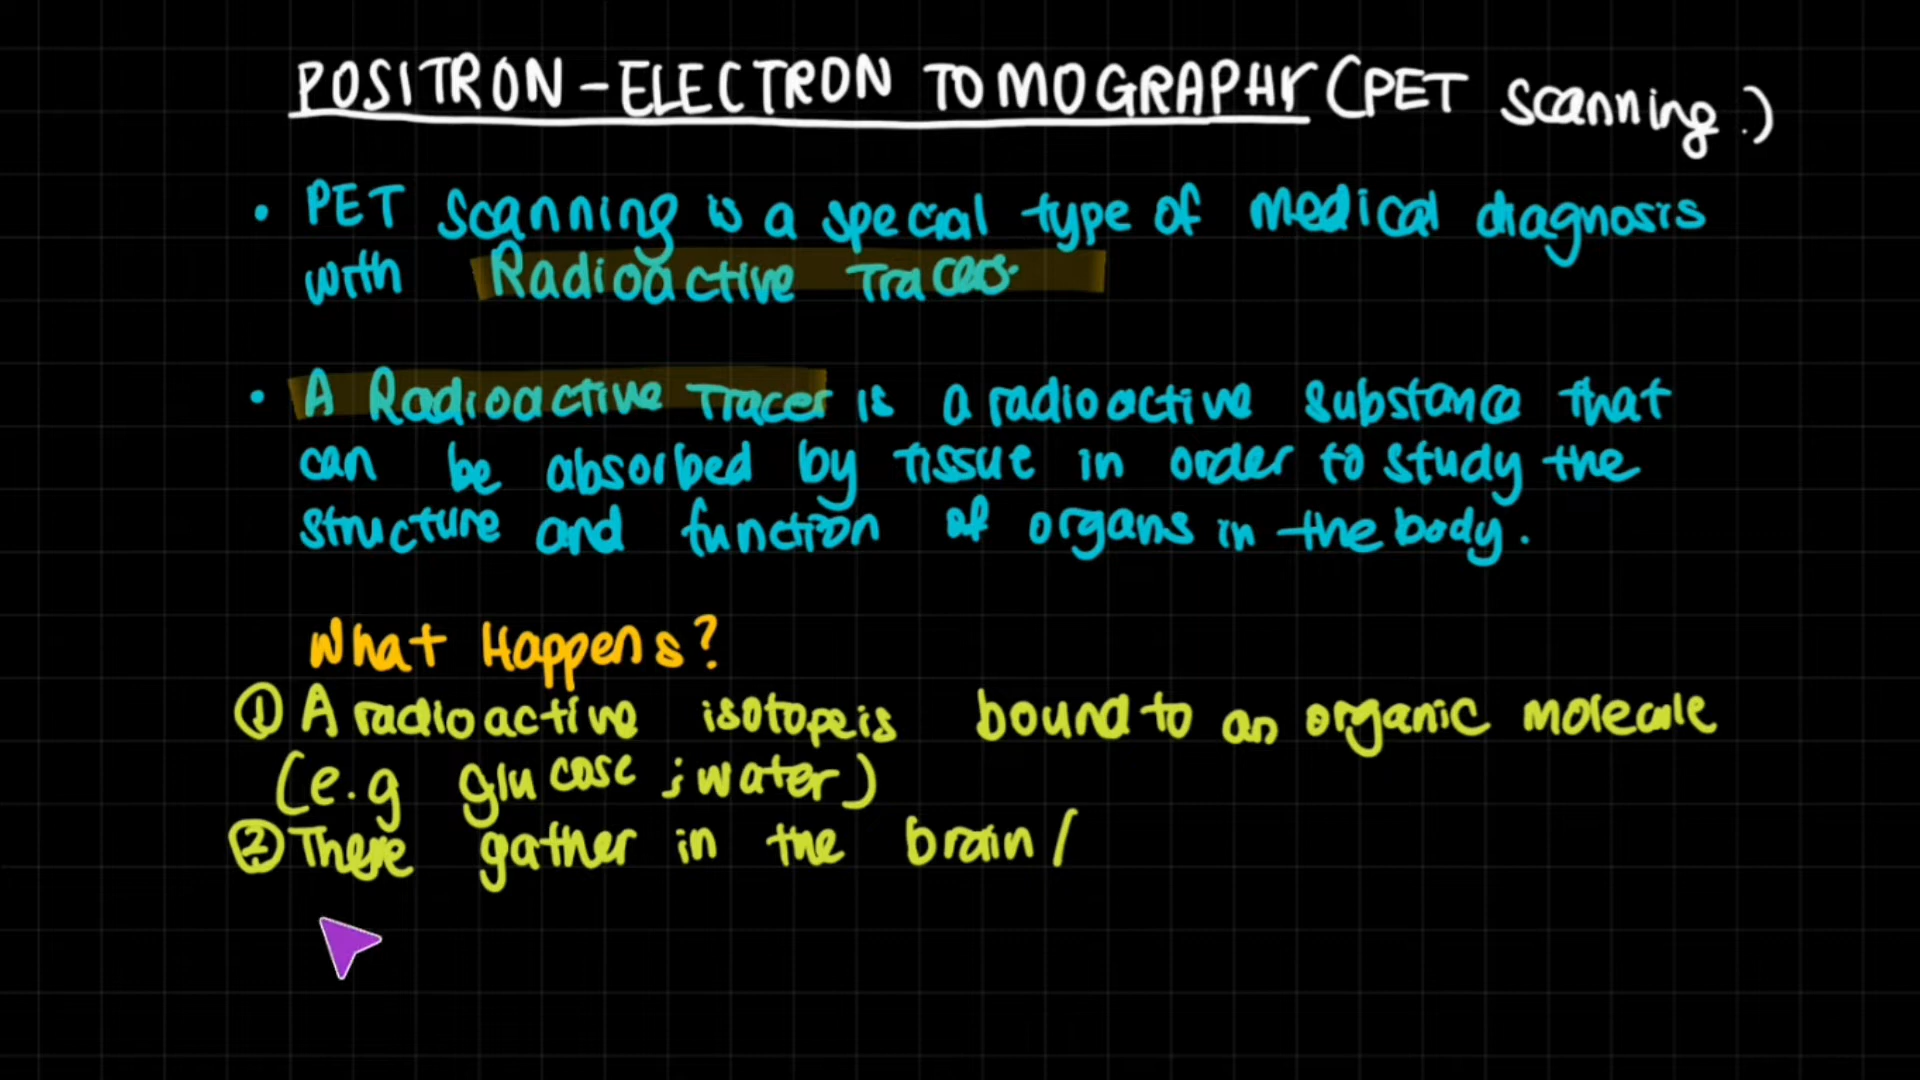 POSITRON-ELECTRON TOMOGRAPHY (PET scanning.)
• PET Scanning is a special type of medical diagnosis
with Radioactive Tracers.
• A Radioactive Tracer is a radioactive substance that
can be absorbed by tissue in order to study the
structure and function of organs in the body.
What Happens?
① A radioactive isotope is bound to an organic molecule
(e.g glucose ; water)
② These gather in the brain /